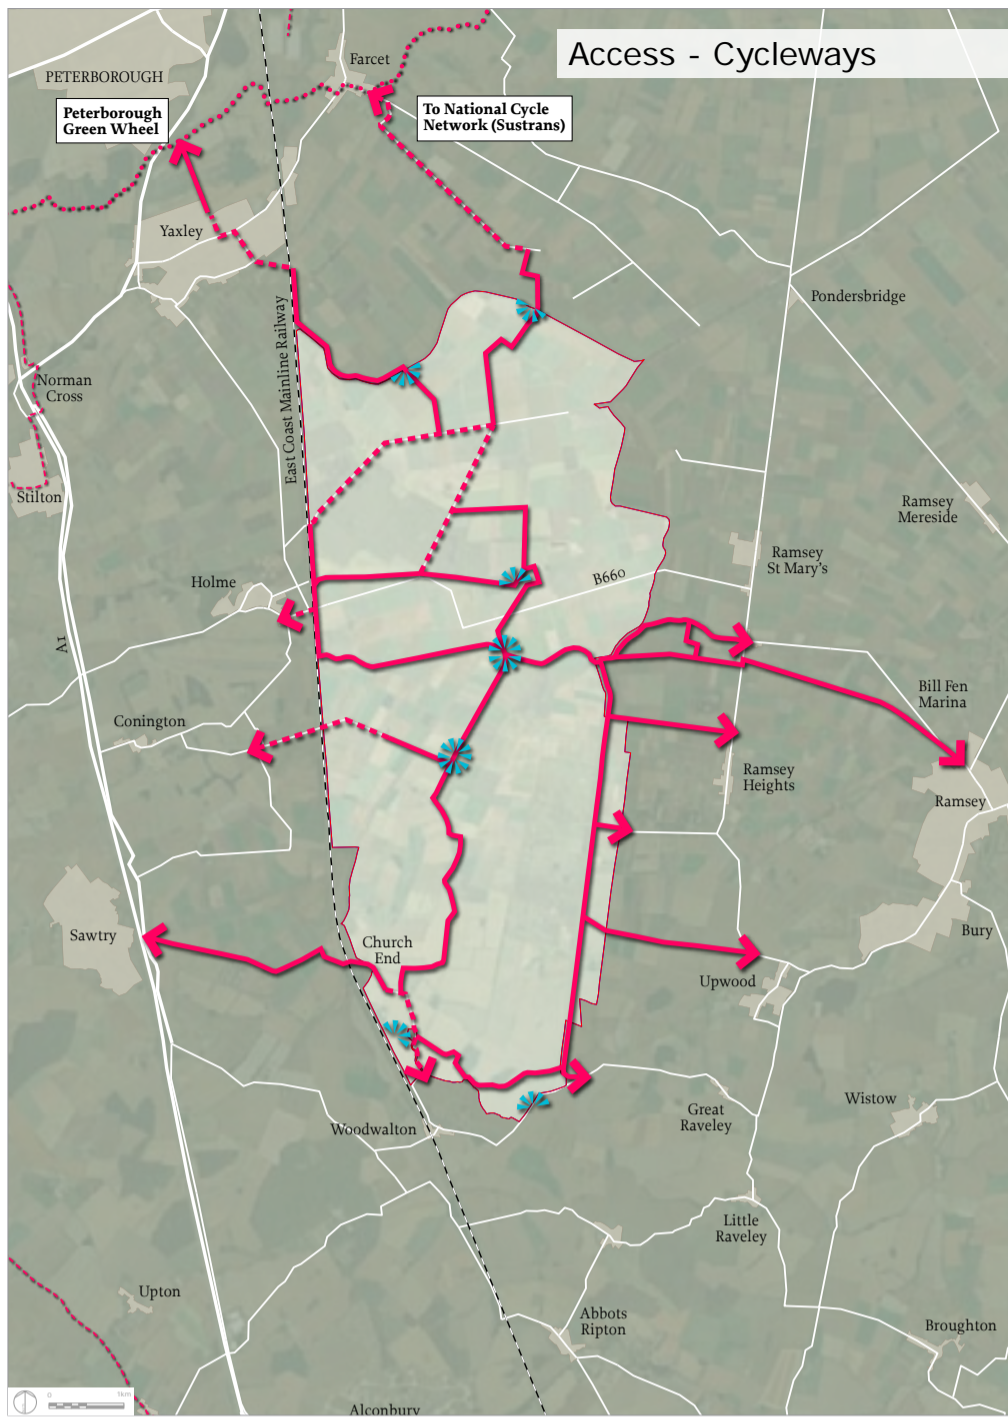 Access - Cycleways
Farcet
PETERBOROUGH
Peterborough
Green Wheel
To National Cycle
Network (Sustrans)
Yaxley
Pondersbridge
East Coast Mainline Railway
Norman
Cross
Stilton
Ramsey
Mereside
Ramsey
St Mary's
Holme
B660
A1
Bill Fen
Marina
Conington
Ramsey
Heights
Ramsey
Sawtry
Church
End
Bury
Upwood
Great
Raveley
Wistow
Woodwalton
Little
Raveley
Upton
Abbots
Ripton
Broughton
0
1km
Alconbury